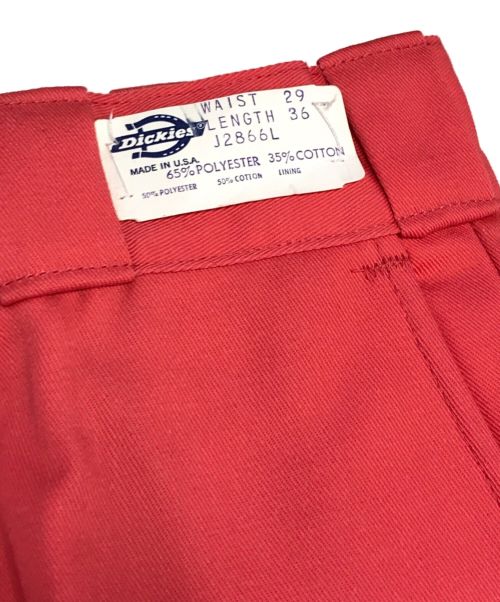 WAIST 29
LENGTH 36
Dickies®
J2866L
MADE IN U.S.A.
65% POLYESTER 35% COTTON
50% POLYESTER 50% COTTON LINING